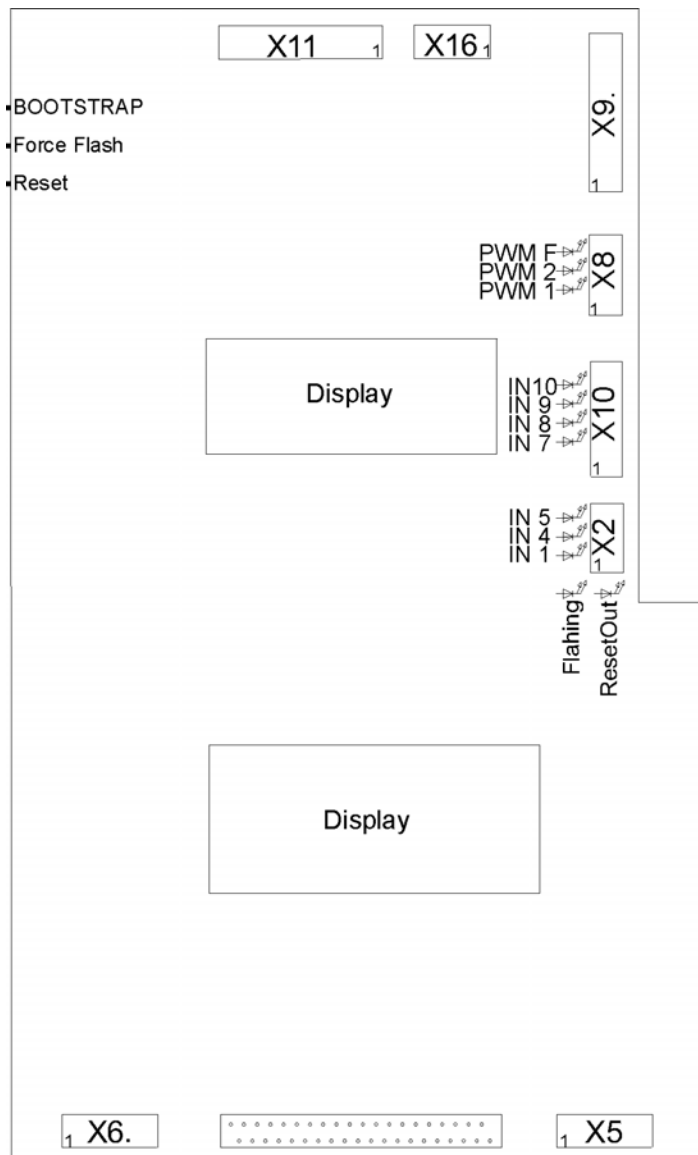 X11 1
X16 1
X9. 1
BOOTSTRAP
Force Flash
Reset
PWM F
PWM 2
PWM 1
X8 1
Display
IN10
IN 9
IN 8
IN 7
X10 1
IN 5
IN 4
IN 1
X2 1
Flahing
ResetOut
Display
1 X6.
1 X5